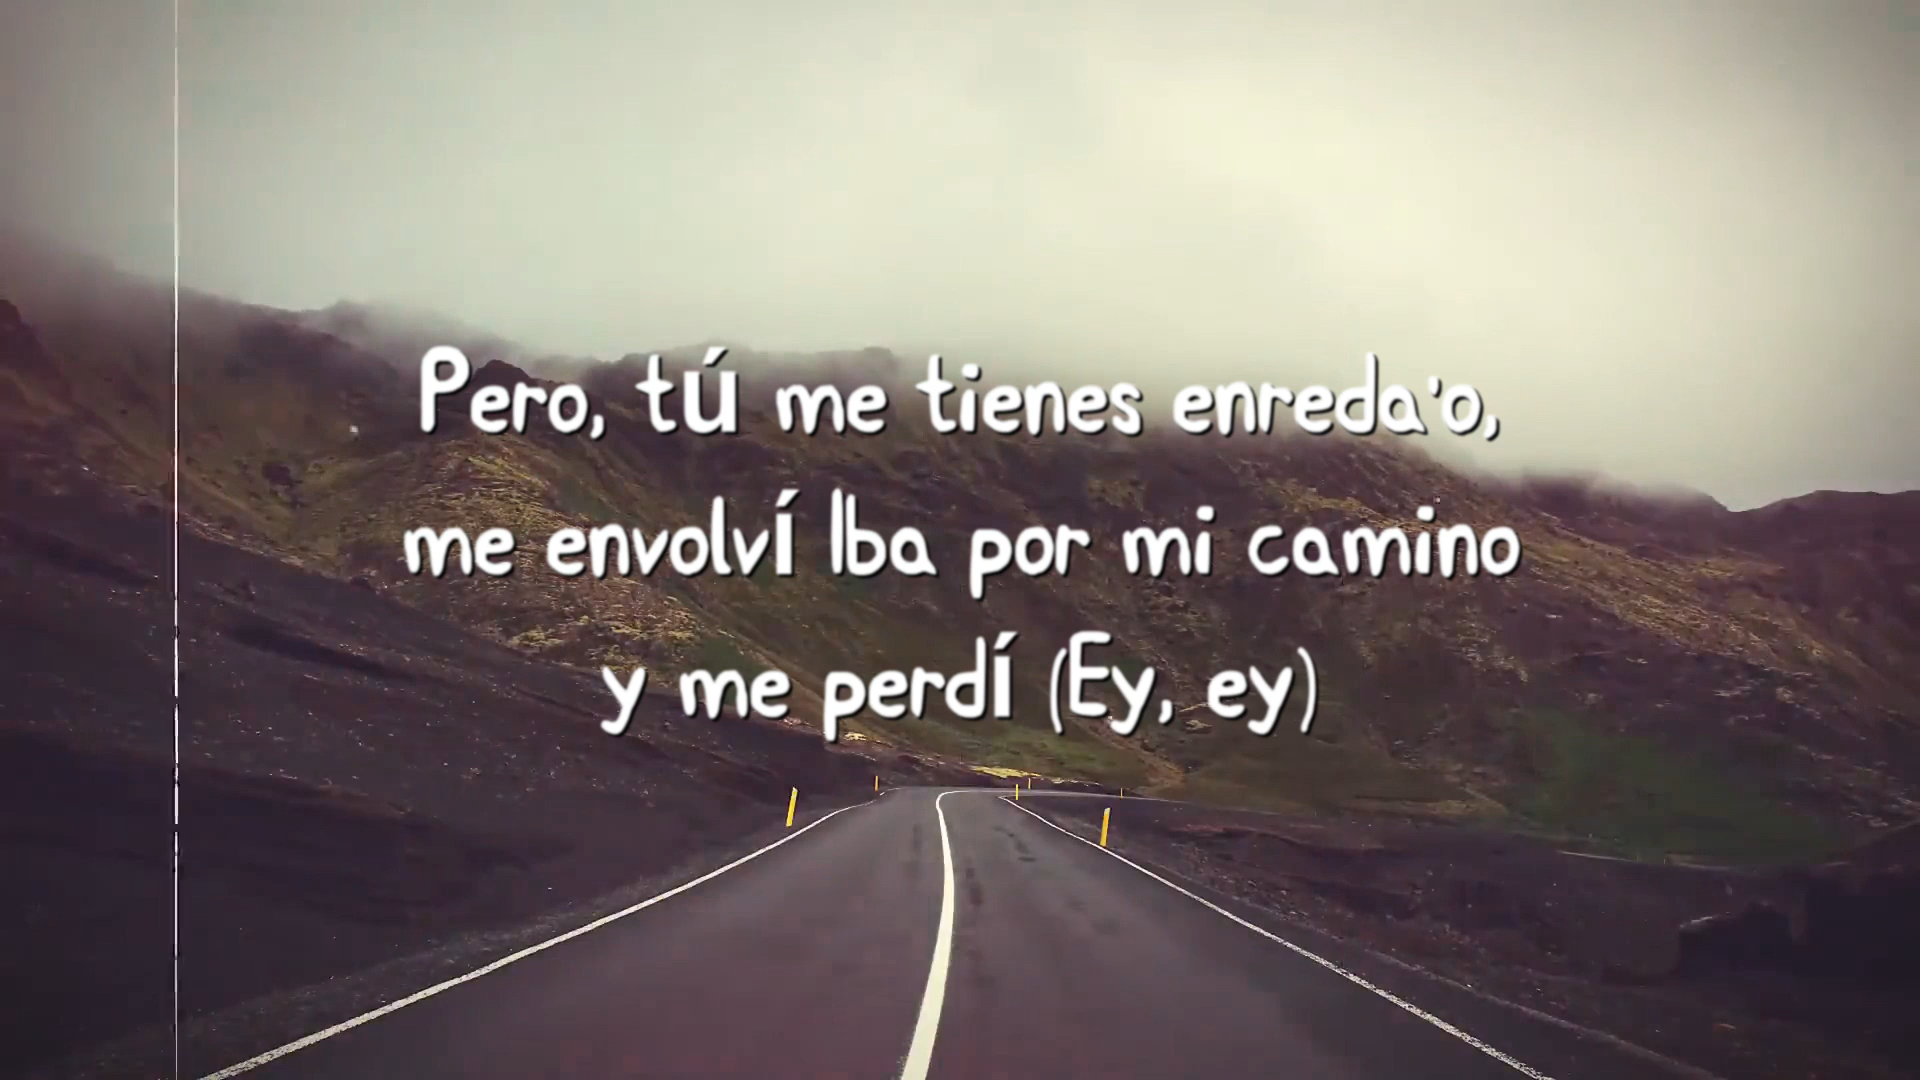 Pero, tú me tienes enreda'o,
me envolví Iba por mi camino
y me perdí (Ey, ey)